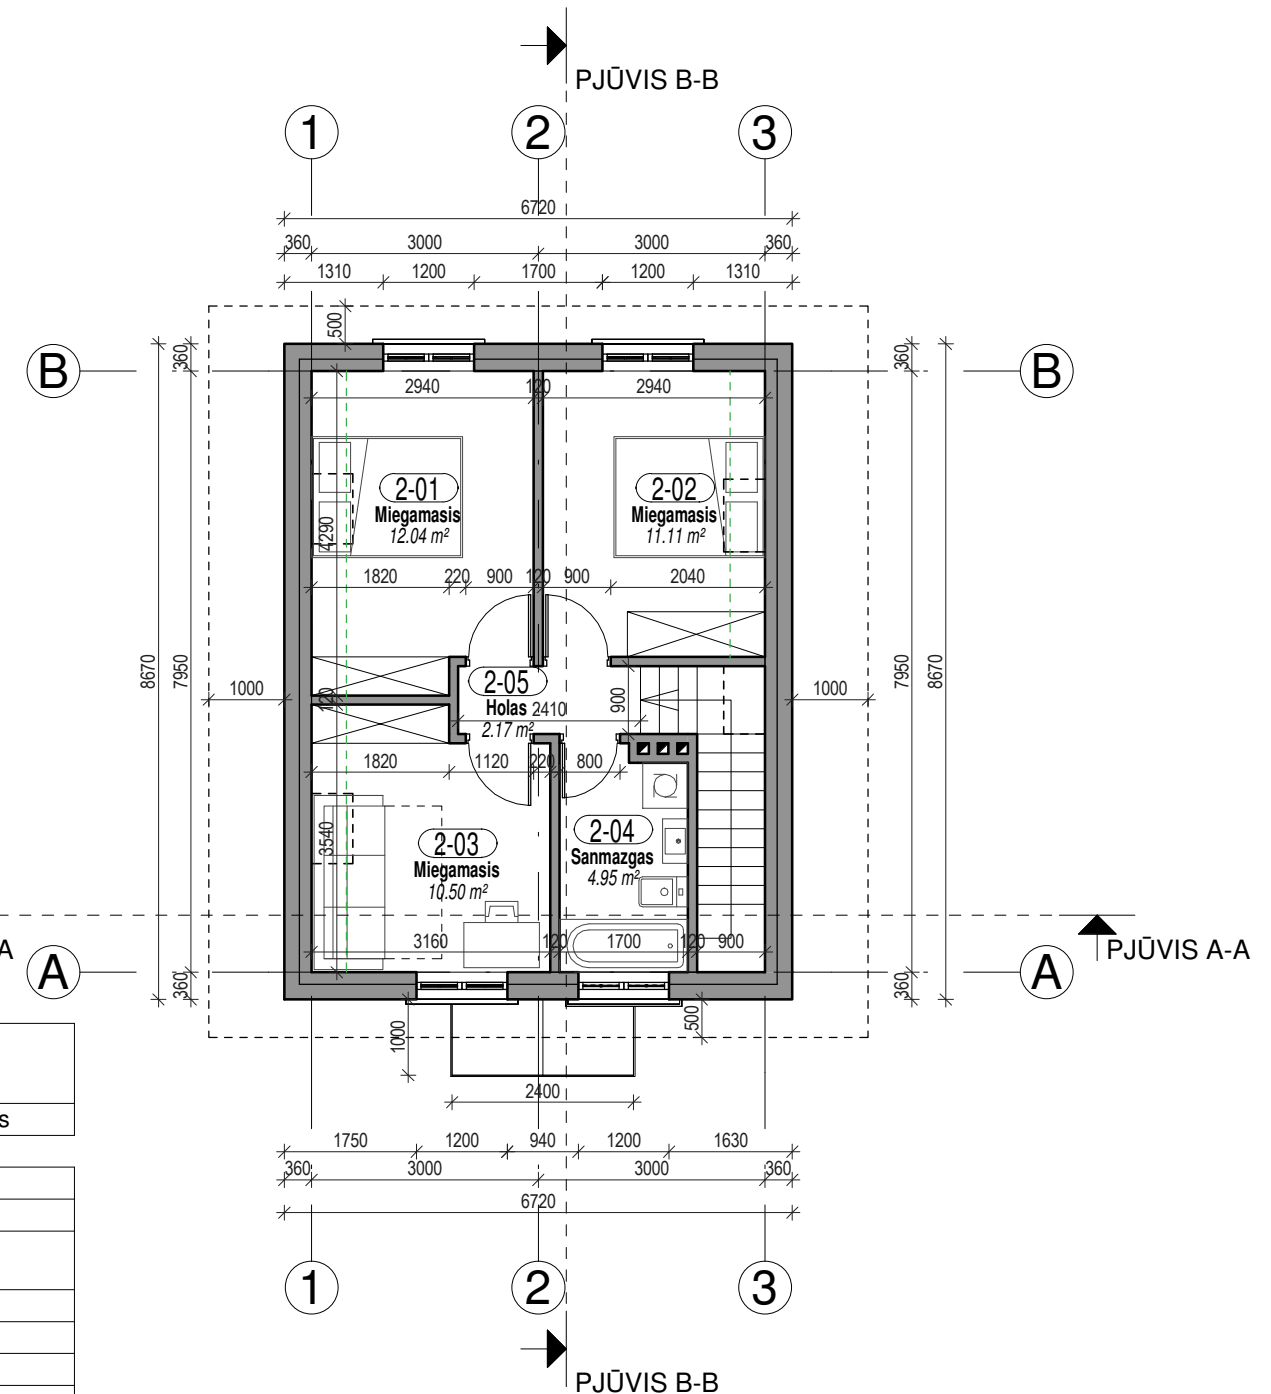 PJŪVIS B-B
1 2 3
6720
360 3000 3000 360
1310 1200 1700 1200 1310
500
B 360 360 B
2940 120 2940
2-01 2-02
Miegamasis Miegamasis
12.04 m² 11.11 m²
4290
1820 220 900 120 900 2040
8670 7950 7950 8670
1000 1000
2-05
Holas
2.17 m²
2410
900
120
1820 1120 220 800
3540
2-03 2-04
Miegamasis Sanmazgas
10.50 m² 4.95 m²
3160 120 1700 120 900
A PJŪVIS A-A
A 360 360 A
1000 500
2400
s
1750 1200 940 1200 1630
360 3000 3000 360
6720
1 2 3
PJŪVIS B-B